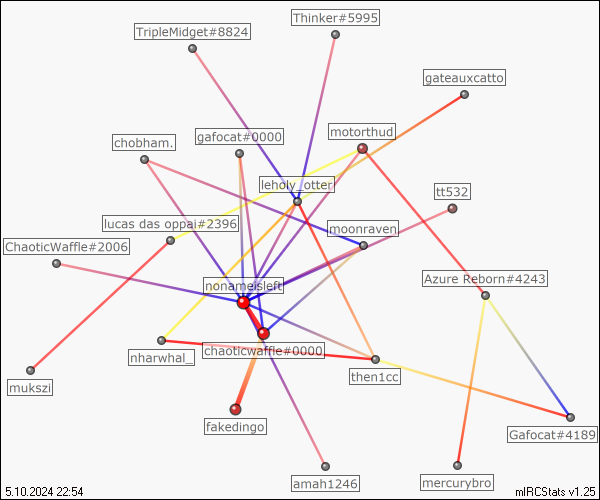 Thinker#5995
TripleMidget#8824
gateauxcatto
motorthud
gafocat#0000
chobham.
leholy_otter
tt532
lucas das oppai#2396
moonraven
ChaoticWaffle#2006
Azure Reborn#4243
nonameisleft
chaoticwaffle#0000
nharwhal_
then1cc
mukszi
fakedingo
Gafocat#4189
amah1246
mercurybro
5.10.2024 22:54
mIRCStats v1.25